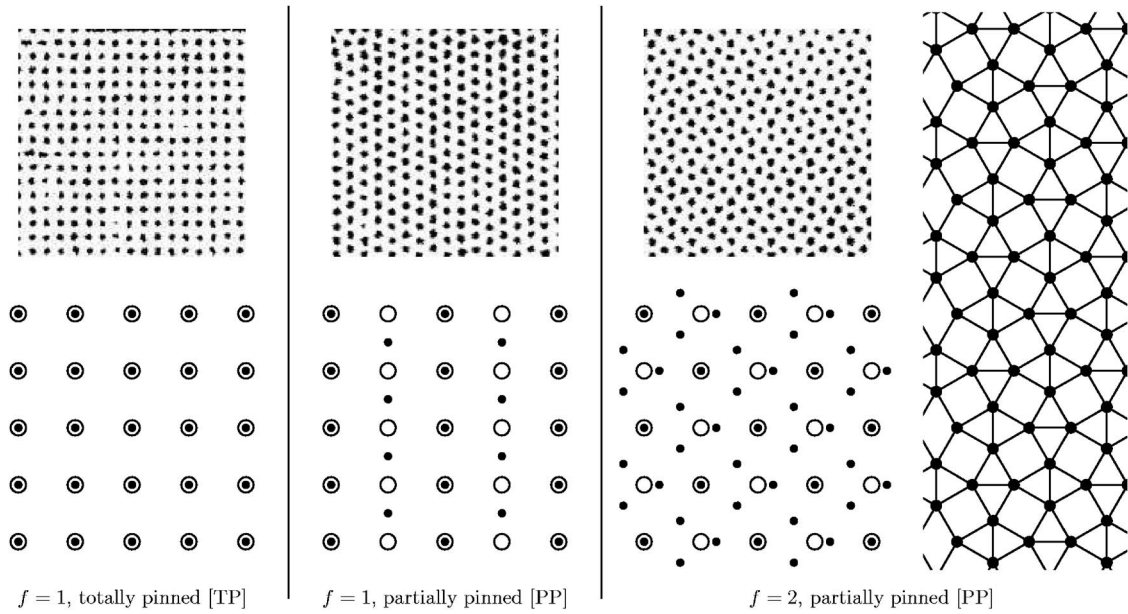 f = 1, totally pinned [TP]
f = 1, partially pinned [PP]
f = 2, partially pinned [PP]